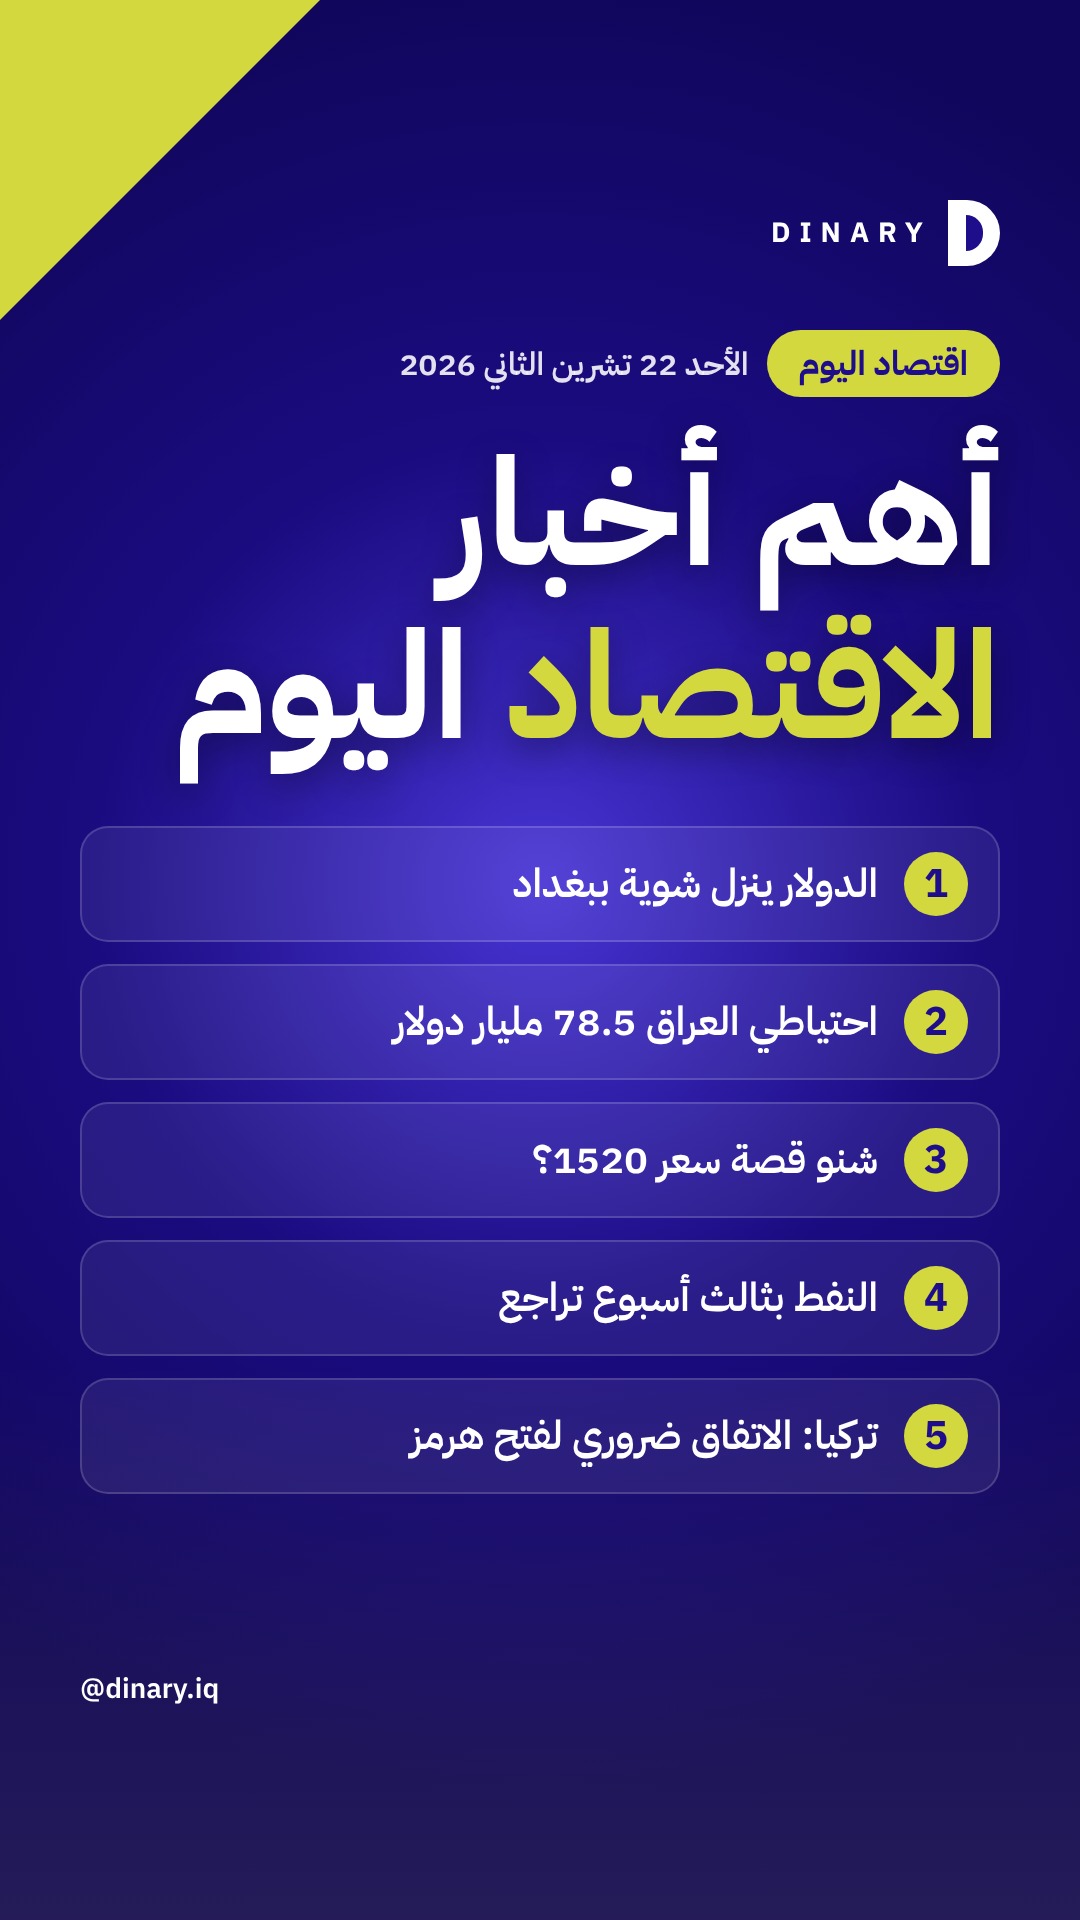 DINARY
اقتصاد اليوم الأحد 22 تشرين الثاني 2026
أهم أخبار
الاقتصاد اليوم
1 الدولار ينزل شوية ببغداد
2 احتياطي العراق 78.5 مليار دولار
3 شنو قصة سعر 1520؟
4 النفط بثالث أسبوع تراجع
5 تركيا: الاتفاق ضروري لفتح هرمز
@dinary.iq